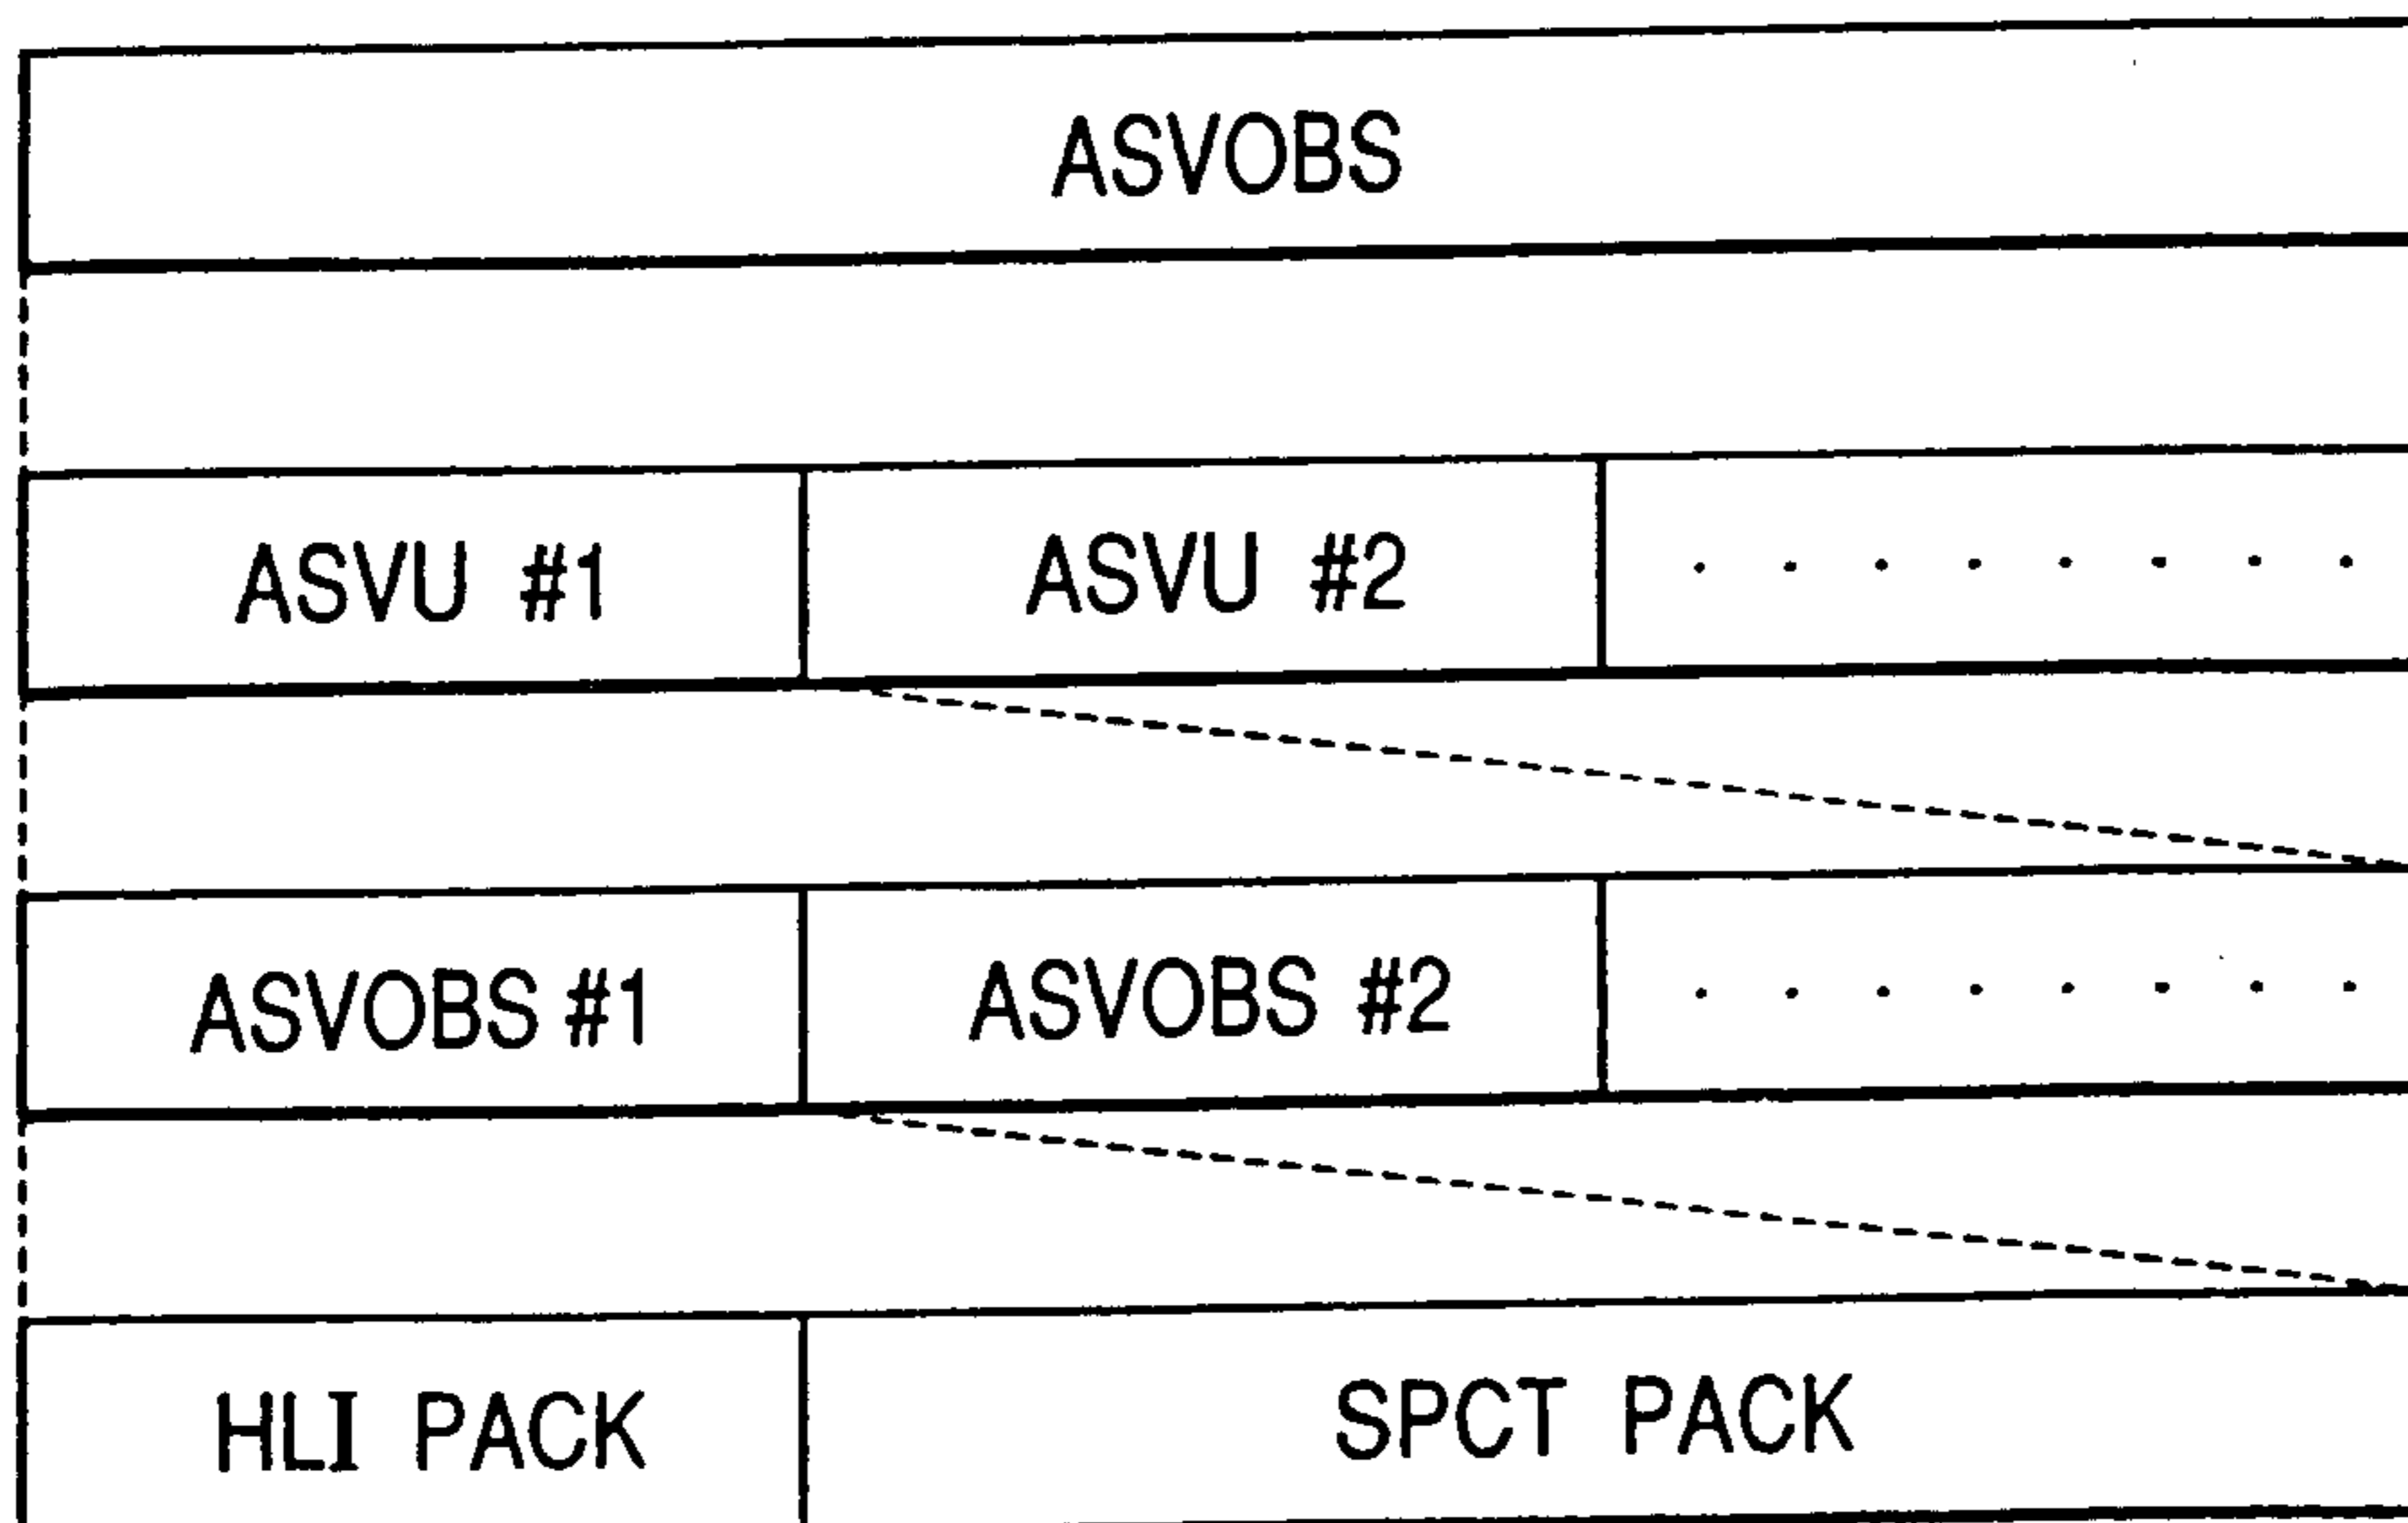 ASVOBS
ASVU #1 ASVU #2 . . . . . . . .
ASVOBS #1 ASVOBS #2 . . . . . . . .
HLI PACK SPCT PACK